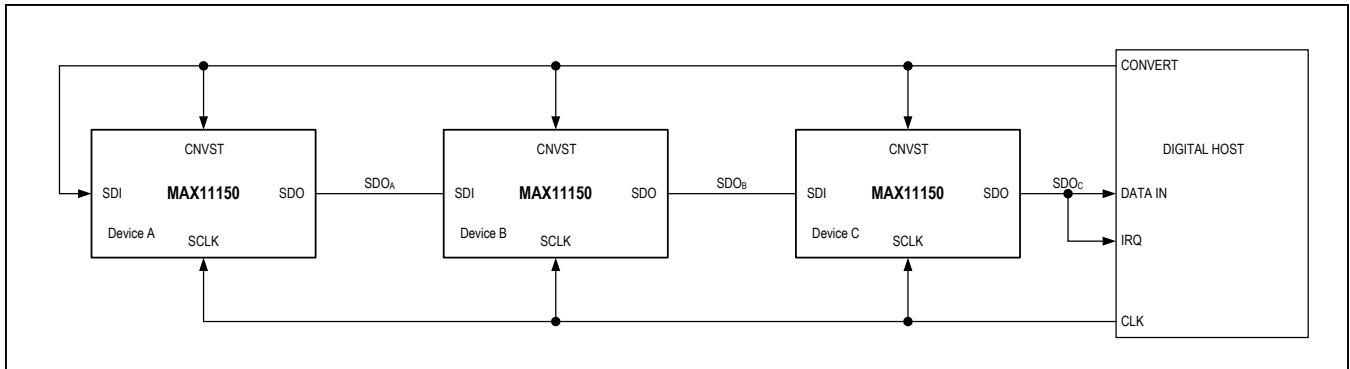 CONVERT
CNVST
CNVST
CNVST
DIGITAL HOST
SDI
MAX11150
SDO
SDOA
SDI
MAX11150
SDO
SDOB
SDI
MAX11150
SDO
SDOC
DATA IN
Device A
SCLK
Device B
SCLK
Device C
SCLK
IRQ
CLK